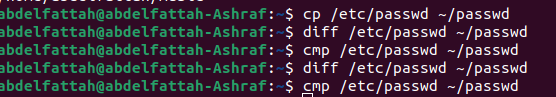 abdelfattah@abdelfattah-Ashraf:~$ cp /etc/passwd ~/passwd
abdelfattah@abdelfattah-Ashraf:~$ diff /etc/passwd ~/passwd
abdelfattah@abdelfattah-Ashraf:~$ cmp /etc/passwd ~/passwd
abdelfattah@abdelfattah-Ashraf:~$ diff /etc/passwd ~/passwd
abdelfattah@abdelfattah-Ashraf:~$ cmp /etc/passwd ~/passwd